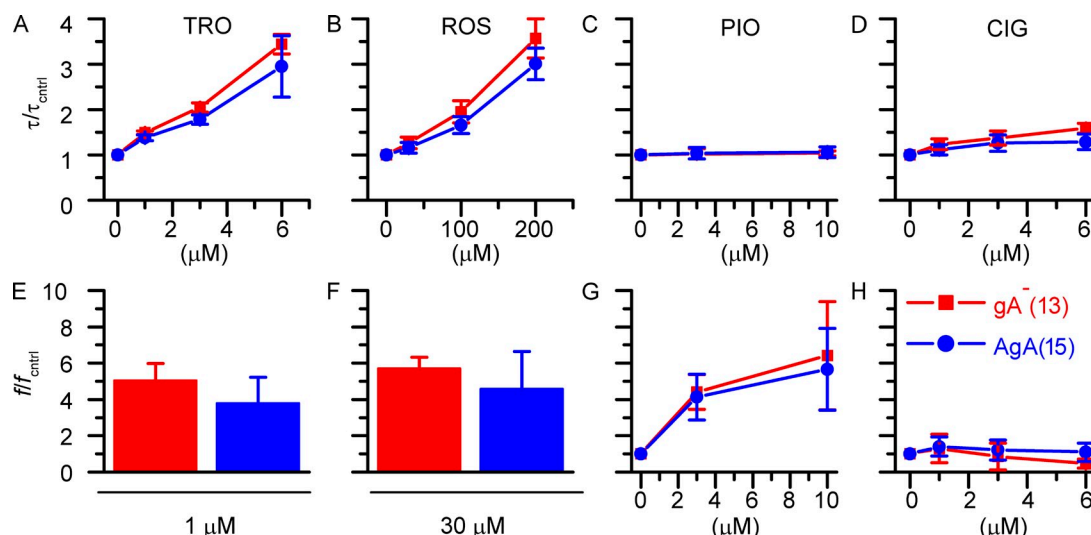 A TRO B ROS C PIO D CIG
τ/τcntrl
4
3
2
1
0
0 2 4 6 0 100 200 0 2 4 6 8 10 0 2 4 6
(μM) (μM) (μM) (μM)
E F G H
f/fcntrl
10
8
6
4
2
0
gA⁻(13)
AgA(15)
0 2 4 6 8 10 0 2 4 6
1 μM 30 μM (μM) (μM)